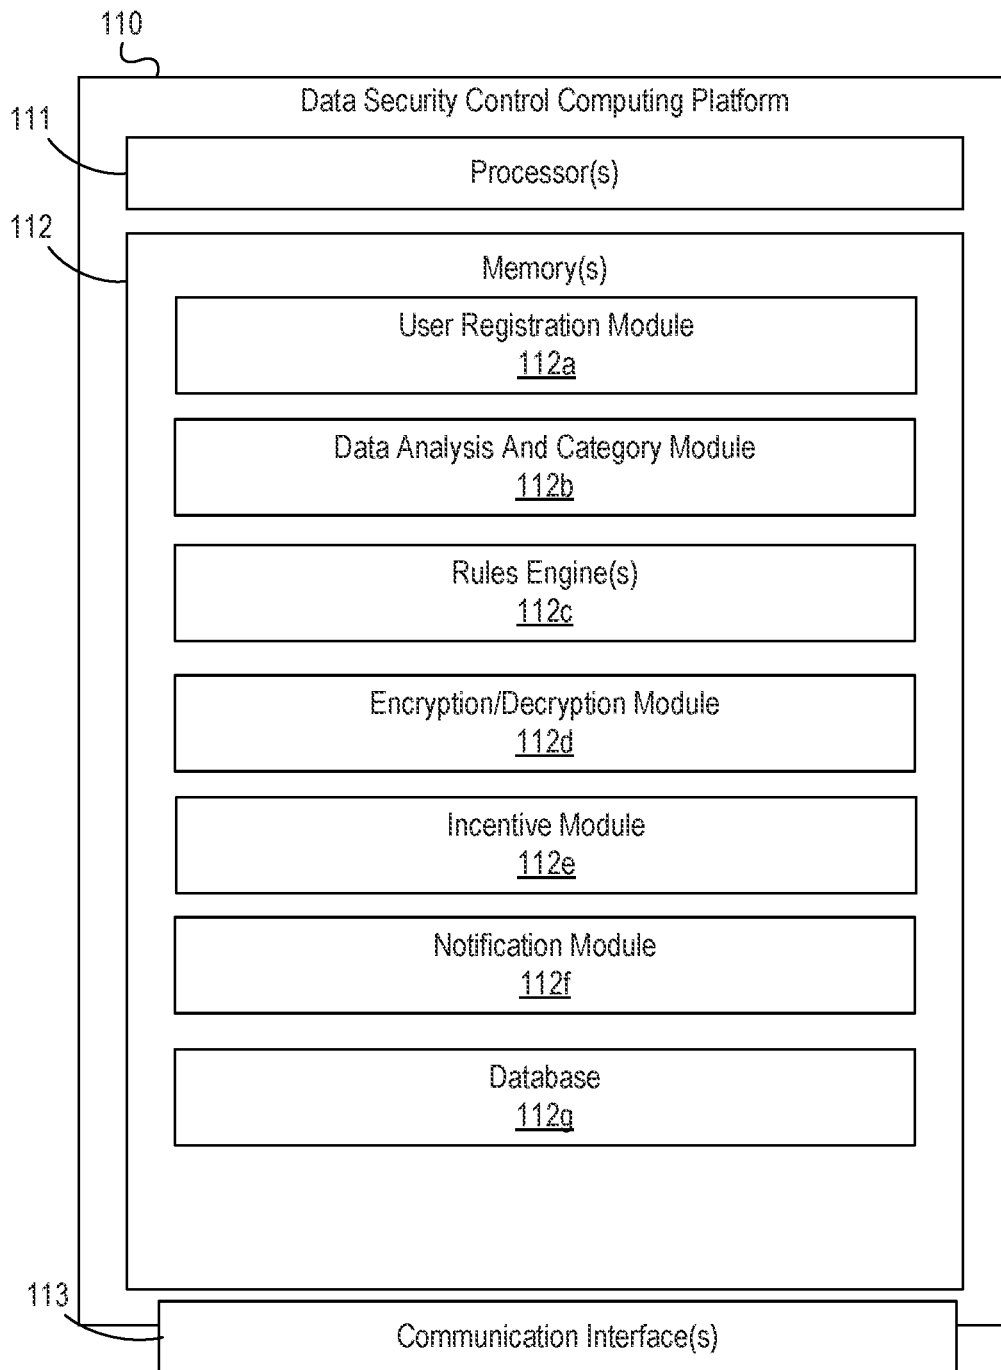 110
Data Security Control Computing Platform
111
Processor(s)
112
Memory(s)
User Registration Module
112a
Data Analysis And Category Module
112b
Rules Engine(s)
112c
Encryption/Decryption Module
112d
Incentive Module
112e
Notification Module
112f
Database
112g
113
Communication Interface(s)